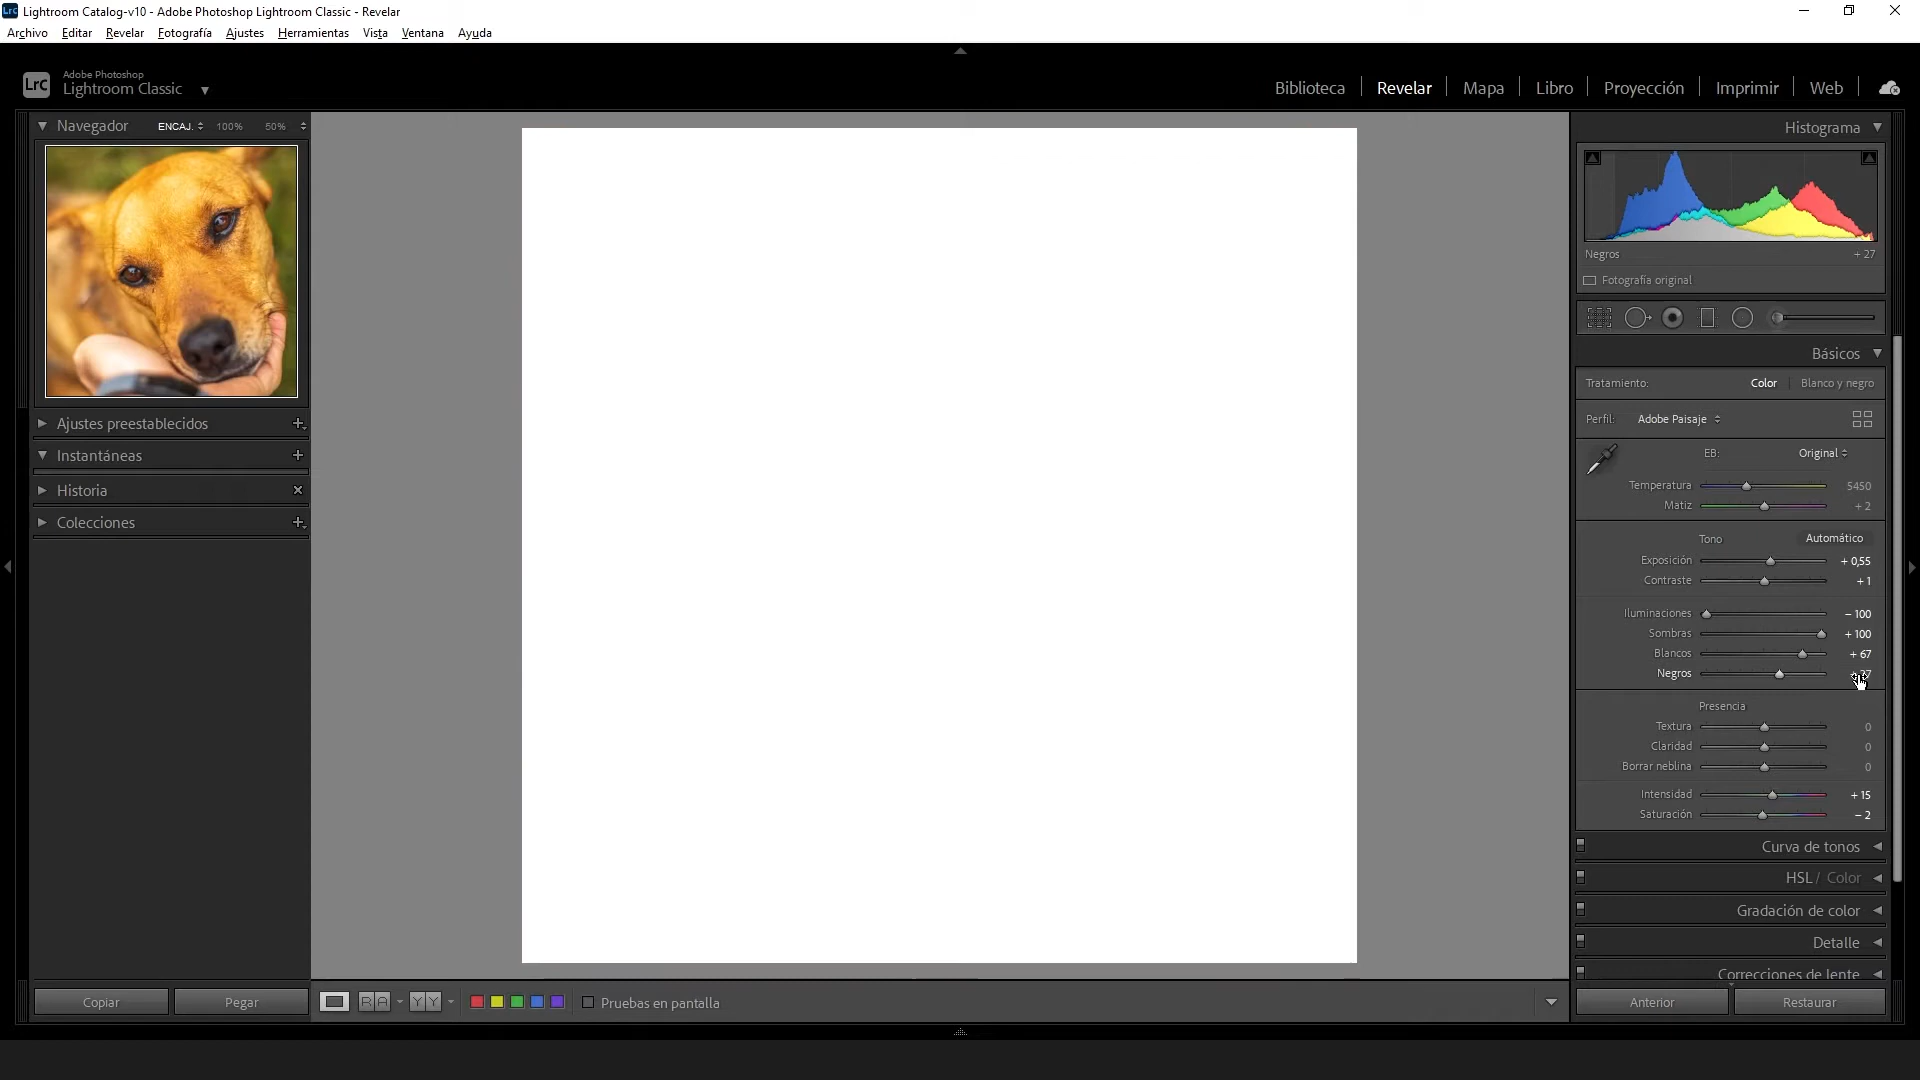 Lightroom Catalog-v10 - Adobe Photoshop Lightroom Classic - Revelar
Archivo Editar Revelar Fotografía Ajustes Herramientas Vista Ventana Ayuda
LrC
Adobe Photoshop
Lightroom Classic
Biblioteca | Revelar | Mapa | Libro | Proyección | Imprimir | Web
Navegador ENCAJ. 100% 50%
Ajustes preestablecidos
Instantáneas
Historia
Colecciones
Copiar Pegar
R A Y Y
Pruebas en pantalla
Histograma
Negros + 27
Fotografía original
Básicos
Tratamiento: Color | Blanco y negro
Perfil: Adobe Paisaje
EB: Original
Temperatura 5450
Matiz + 2
Tono Automático
Exposición + 0,55
Contraste + 1
Iluminaciones – 100
Sombras + 100
Blancos + 67
Negros
Presencia
Textura 0
Claridad 0
Borrar neblina 0
Intensidad + 15
Saturación – 2
Curva de tonos
HSL / Color
Gradación de color
Detalle
Correcciones de lente
Anterior Restaurar